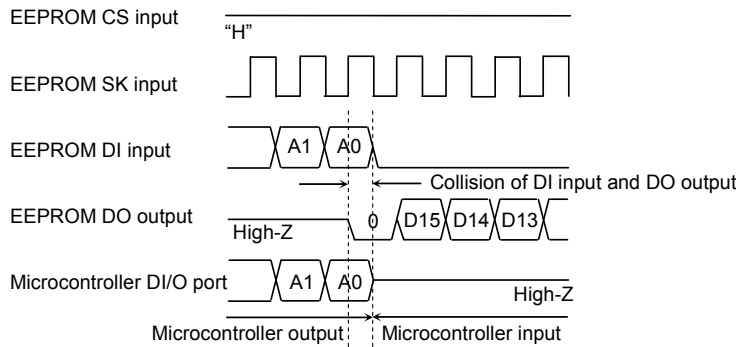 EEPROM CS input
“H”
EEPROM SK input
EEPROM DI input
A1 A0
Collision of DI input and DO output
EEPROM DO output
High-Z
0 D15 D14 D13
Microcontroller DI/O port
A1 A0
High-Z
Microcontroller output Microcontroller input